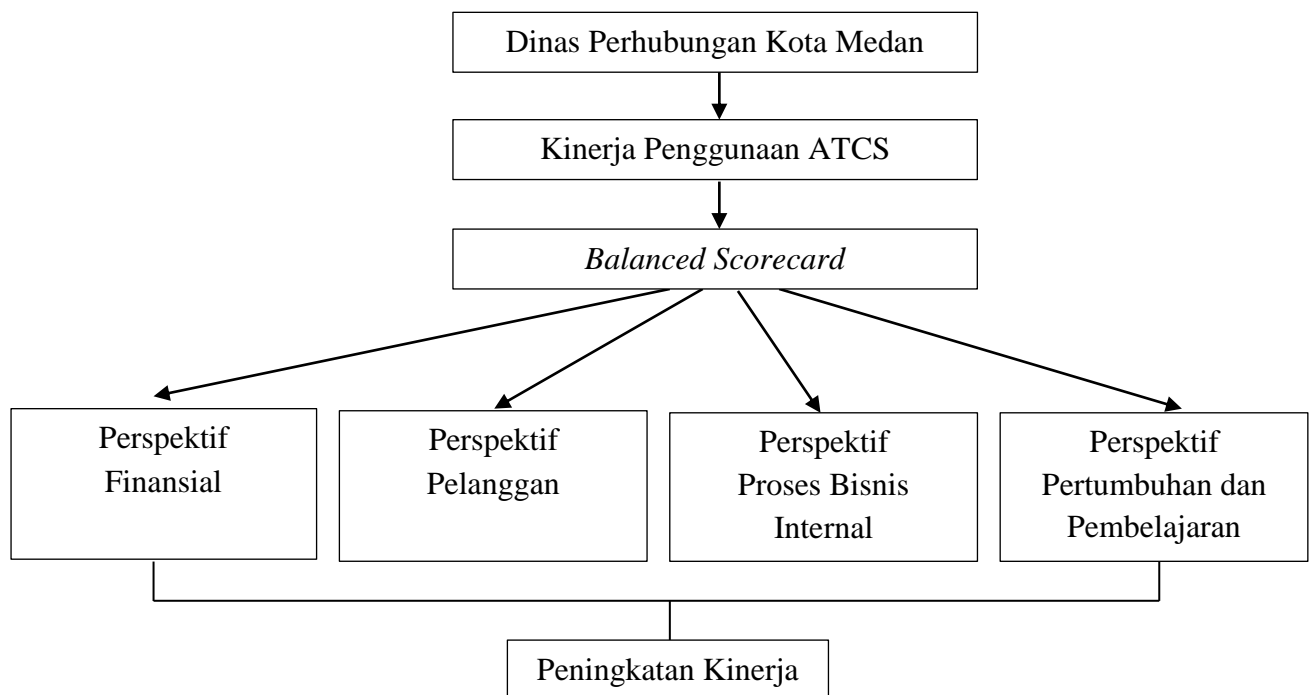 Dinas Perhubungan Kota Medan
Kinerja Penggunaan ATCS
Balanced Scorecard
Perspektif
Finansial
Perspektif
Pelanggan
Perspektif
Proses Bisnis
Internal
Perspektif
Pertumbuhan dan
Pembelajaran
Peningkatan Kinerja